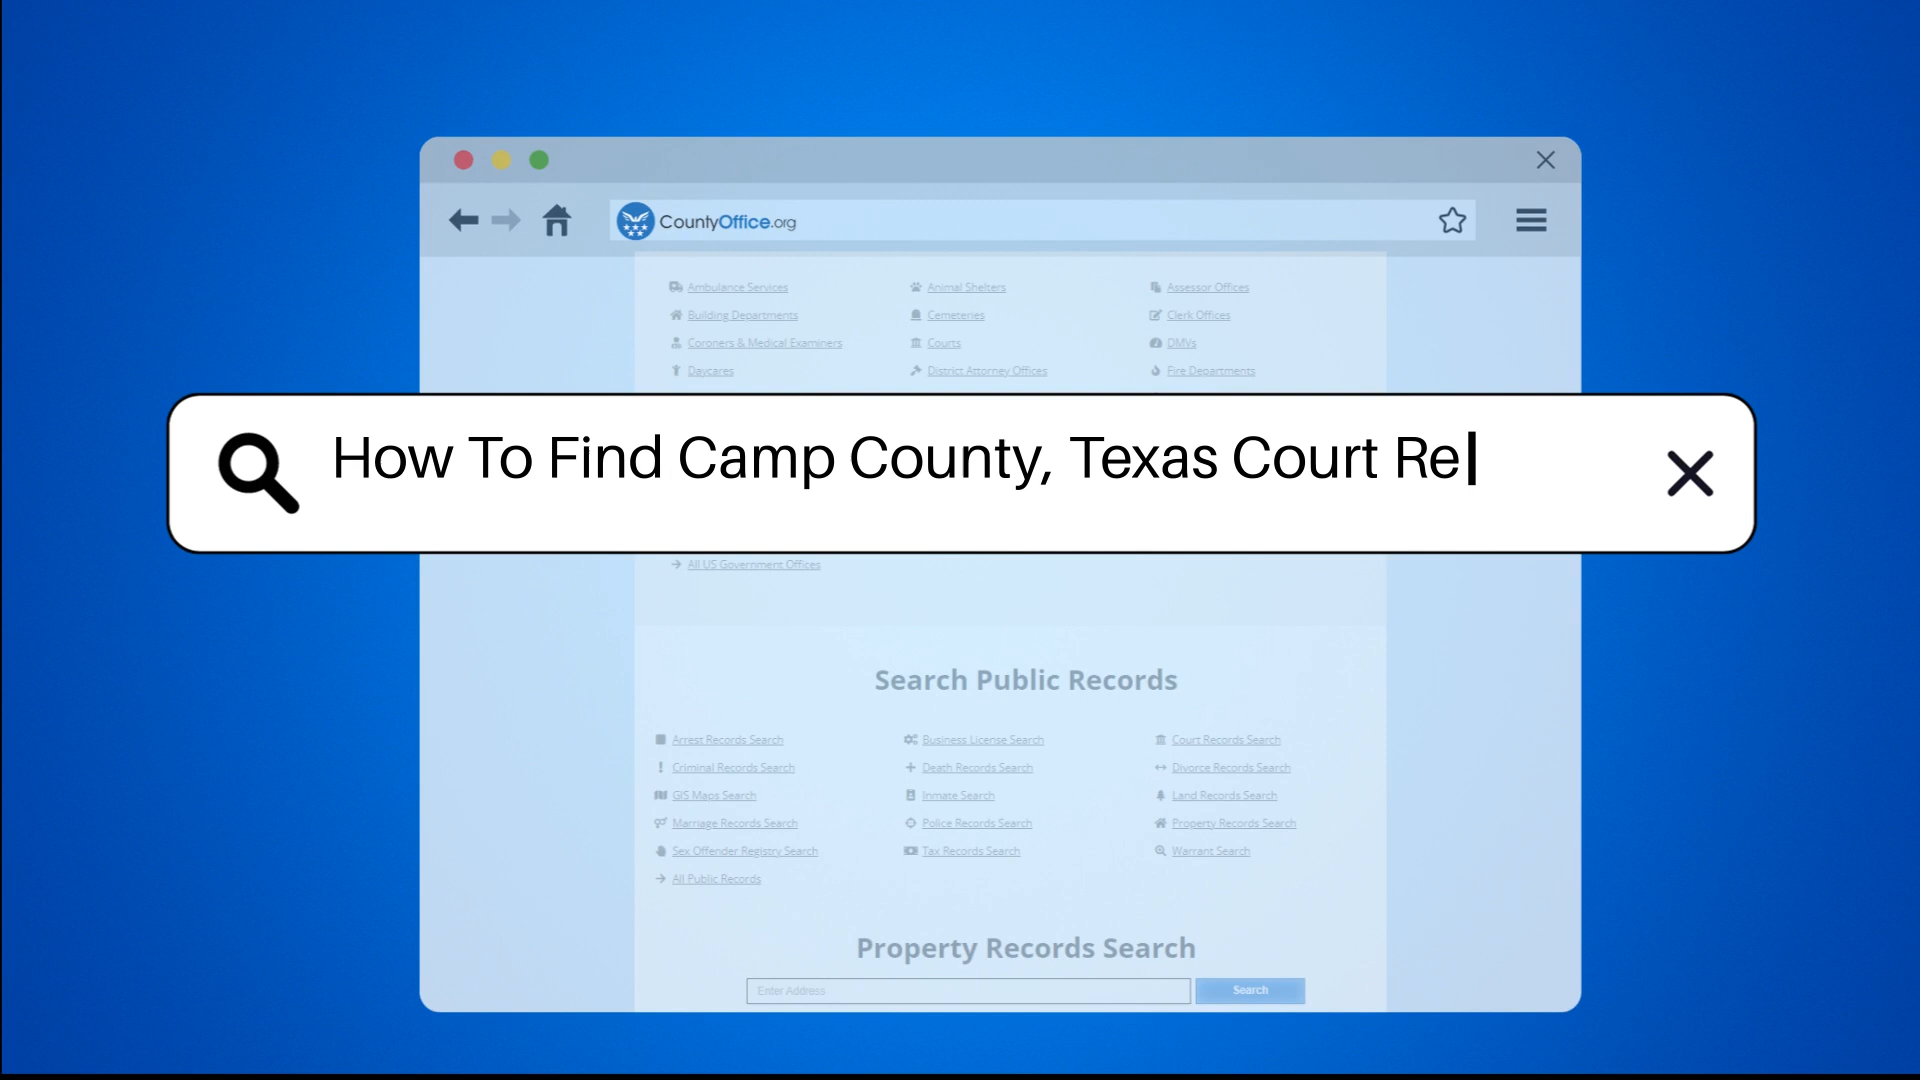 CountyOffice.org
Ambulance Services Animal Shelters Assessor Offices
Building Departments Cemeteries Clerk Offices
Coroners & Medical Examiners Courts DMVs
Daycares District Attorney Offices Fire Departments
How To Find Camp County, Texas Court Re
All US Government Offices
Search Public Records
Arrest Records Search Business License Search Court Records Search
Criminal Records Search Death Records Search Divorce Records Search
GIS Maps Search Inmate Search Land Records Search
Marriage Records Search Police Records Search Property Records Search
Sex Offender Registry Search Tax Records Search Warrant Search
All Public Records
Property Records Search
Enter Address Search